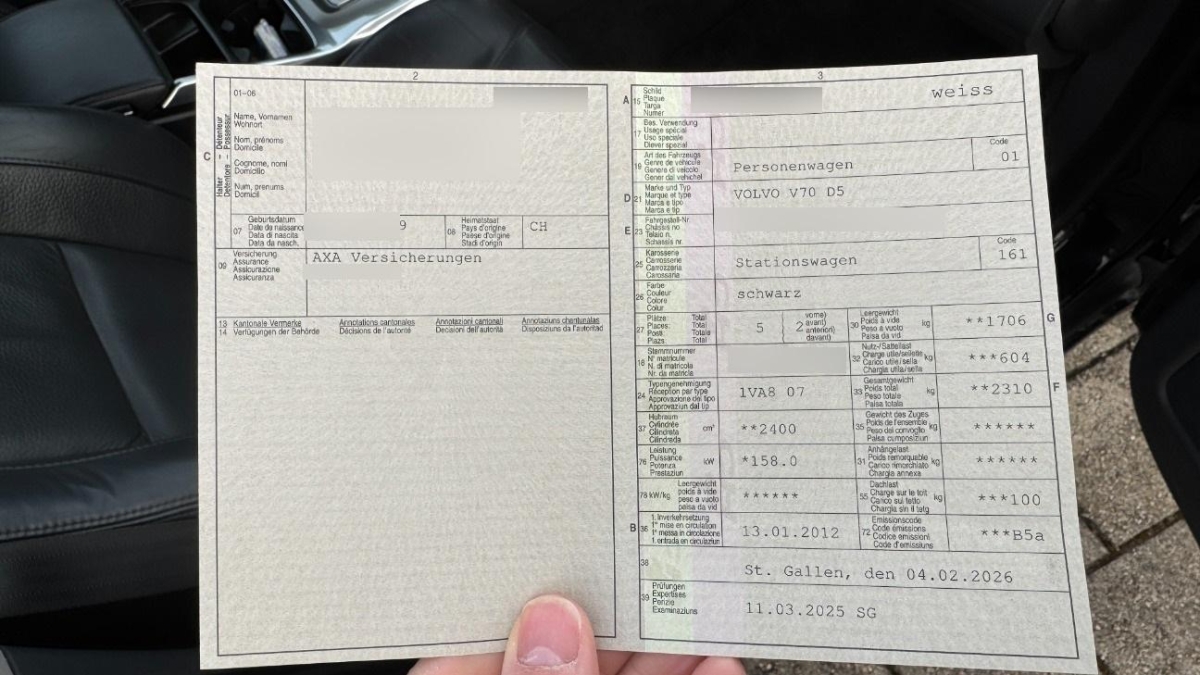 2
01-06
C
Halter - Détenteur
Detentore - Possessur
Name, Vornamen
Wohnort
Nom, prénoms
Domicile
Cognome, nomi
Domicilio
Num, prenums
Domicil
07
Geburtsdatum
Date de naissance
Data di nascita
Data da nasch.
9
08
Heimatstaat
Pays d'origine
Paese d'origine
Stadi d'origin
CH
09
Versicherung
Assurance
Assicurazione
Assicuranza
AXA Versicherungen
13 Kantonale Vermerke Annotations cantonales Annotazioni cantonali Annotaziuns chantunalas
14 Verfügungen der Behörde Décisions de l'autorité Decisioni dell'autorità Disposiziuns da l'autoritad
3
A 15
Schild
Plaque
Targa
Numer
weiss
17
Bes. Verwendung
Usage spécial
Uso speciale
Diever spezial
19
Art des Fahrzeugs
Genre de véhicule
Genere di veicolo
Gener dal vehichel
Personenwagen
Code
01
D 21
Marke und Typ
Marque et type
Marca e tipo
Marca e tip
VOLVO V70 D5
E 23
Fahrgestell-Nr.
Châssis no
Telaio n.
Schassis nr.
25
Karosserie
Carrosserie
Carrozzeria
Carossaria
Stationswagen
Code
161
26
Farbe
Couleur
Colore
Colur
schwarz
27
Plätze: Total
Places: Total
Posti: Totale
Plazs: Total
5
2
vorne)
avant)
anteriori)
davant)
30
Leergewicht
Poids à vide
Peso a vuoto
Paisa da vid
kg
**1706
G
18
Stammnummer
N° matricule
N. di matricola
Nr. da matricla
32
Nutz-/Sattellast
Charge utile/sellette
Carico utile/sella
Chargia utila/sella
kg
***604
24
Typengenehmigung
Réception par type
Approvazione del tipo
Approvaziun dal tip
1VA8 07
33
Gesamtgewicht
Poids total
Peso totale
Paisa totala
kg
**2310
F
37
Hubraum
Cylindrée
Cilindrata
Cilindrada
cm³
**2400
35
Gewicht des Zuges
Poids de l'ensemble
Peso del convoglio
Paisa cumposiziun
kg
******
76
Leistung
Puissance
Potenza
Prestaziun
kW
*158.0
31
Anhängelast
Poids remorquable
Carico rimorchiato
Chargia annexa
kg
******
78 kW/kg
Leergewicht
poids à vide
peso a vuoto
paisa da vid
******
55
Dachlast
Charge sur le toit
Carico sul tetto
Chargia sin il tetg
kg
***100
B 36
1. Inverkehrsetzung
1re mise en circulation
1a messa in circolazione
1. entrada en circulaziun
13.01.2012
72
Emissionscode
Code émissions
Codice emissioni
Code d'emissiuns
***B5a
38
St. Gallen, den 04.02.2026
39
Prüfungen
Expertises
Perizie
Examinaziuns
11.03.2025 SG